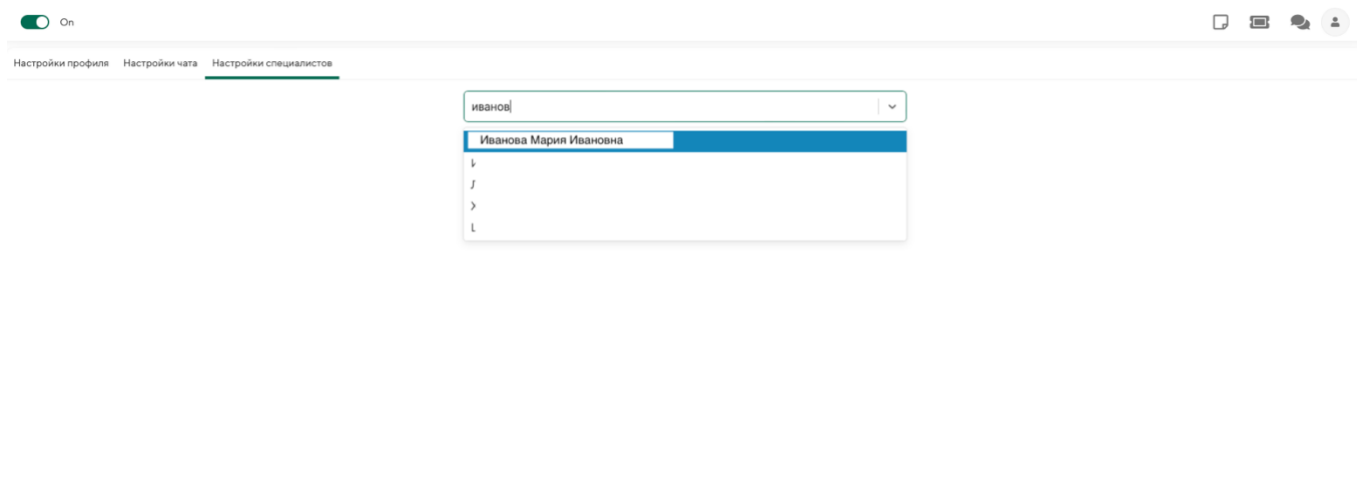 On
Настройки профиля Настройки чата Настройки специалистов
иванов
Иванова Мария Ивановна